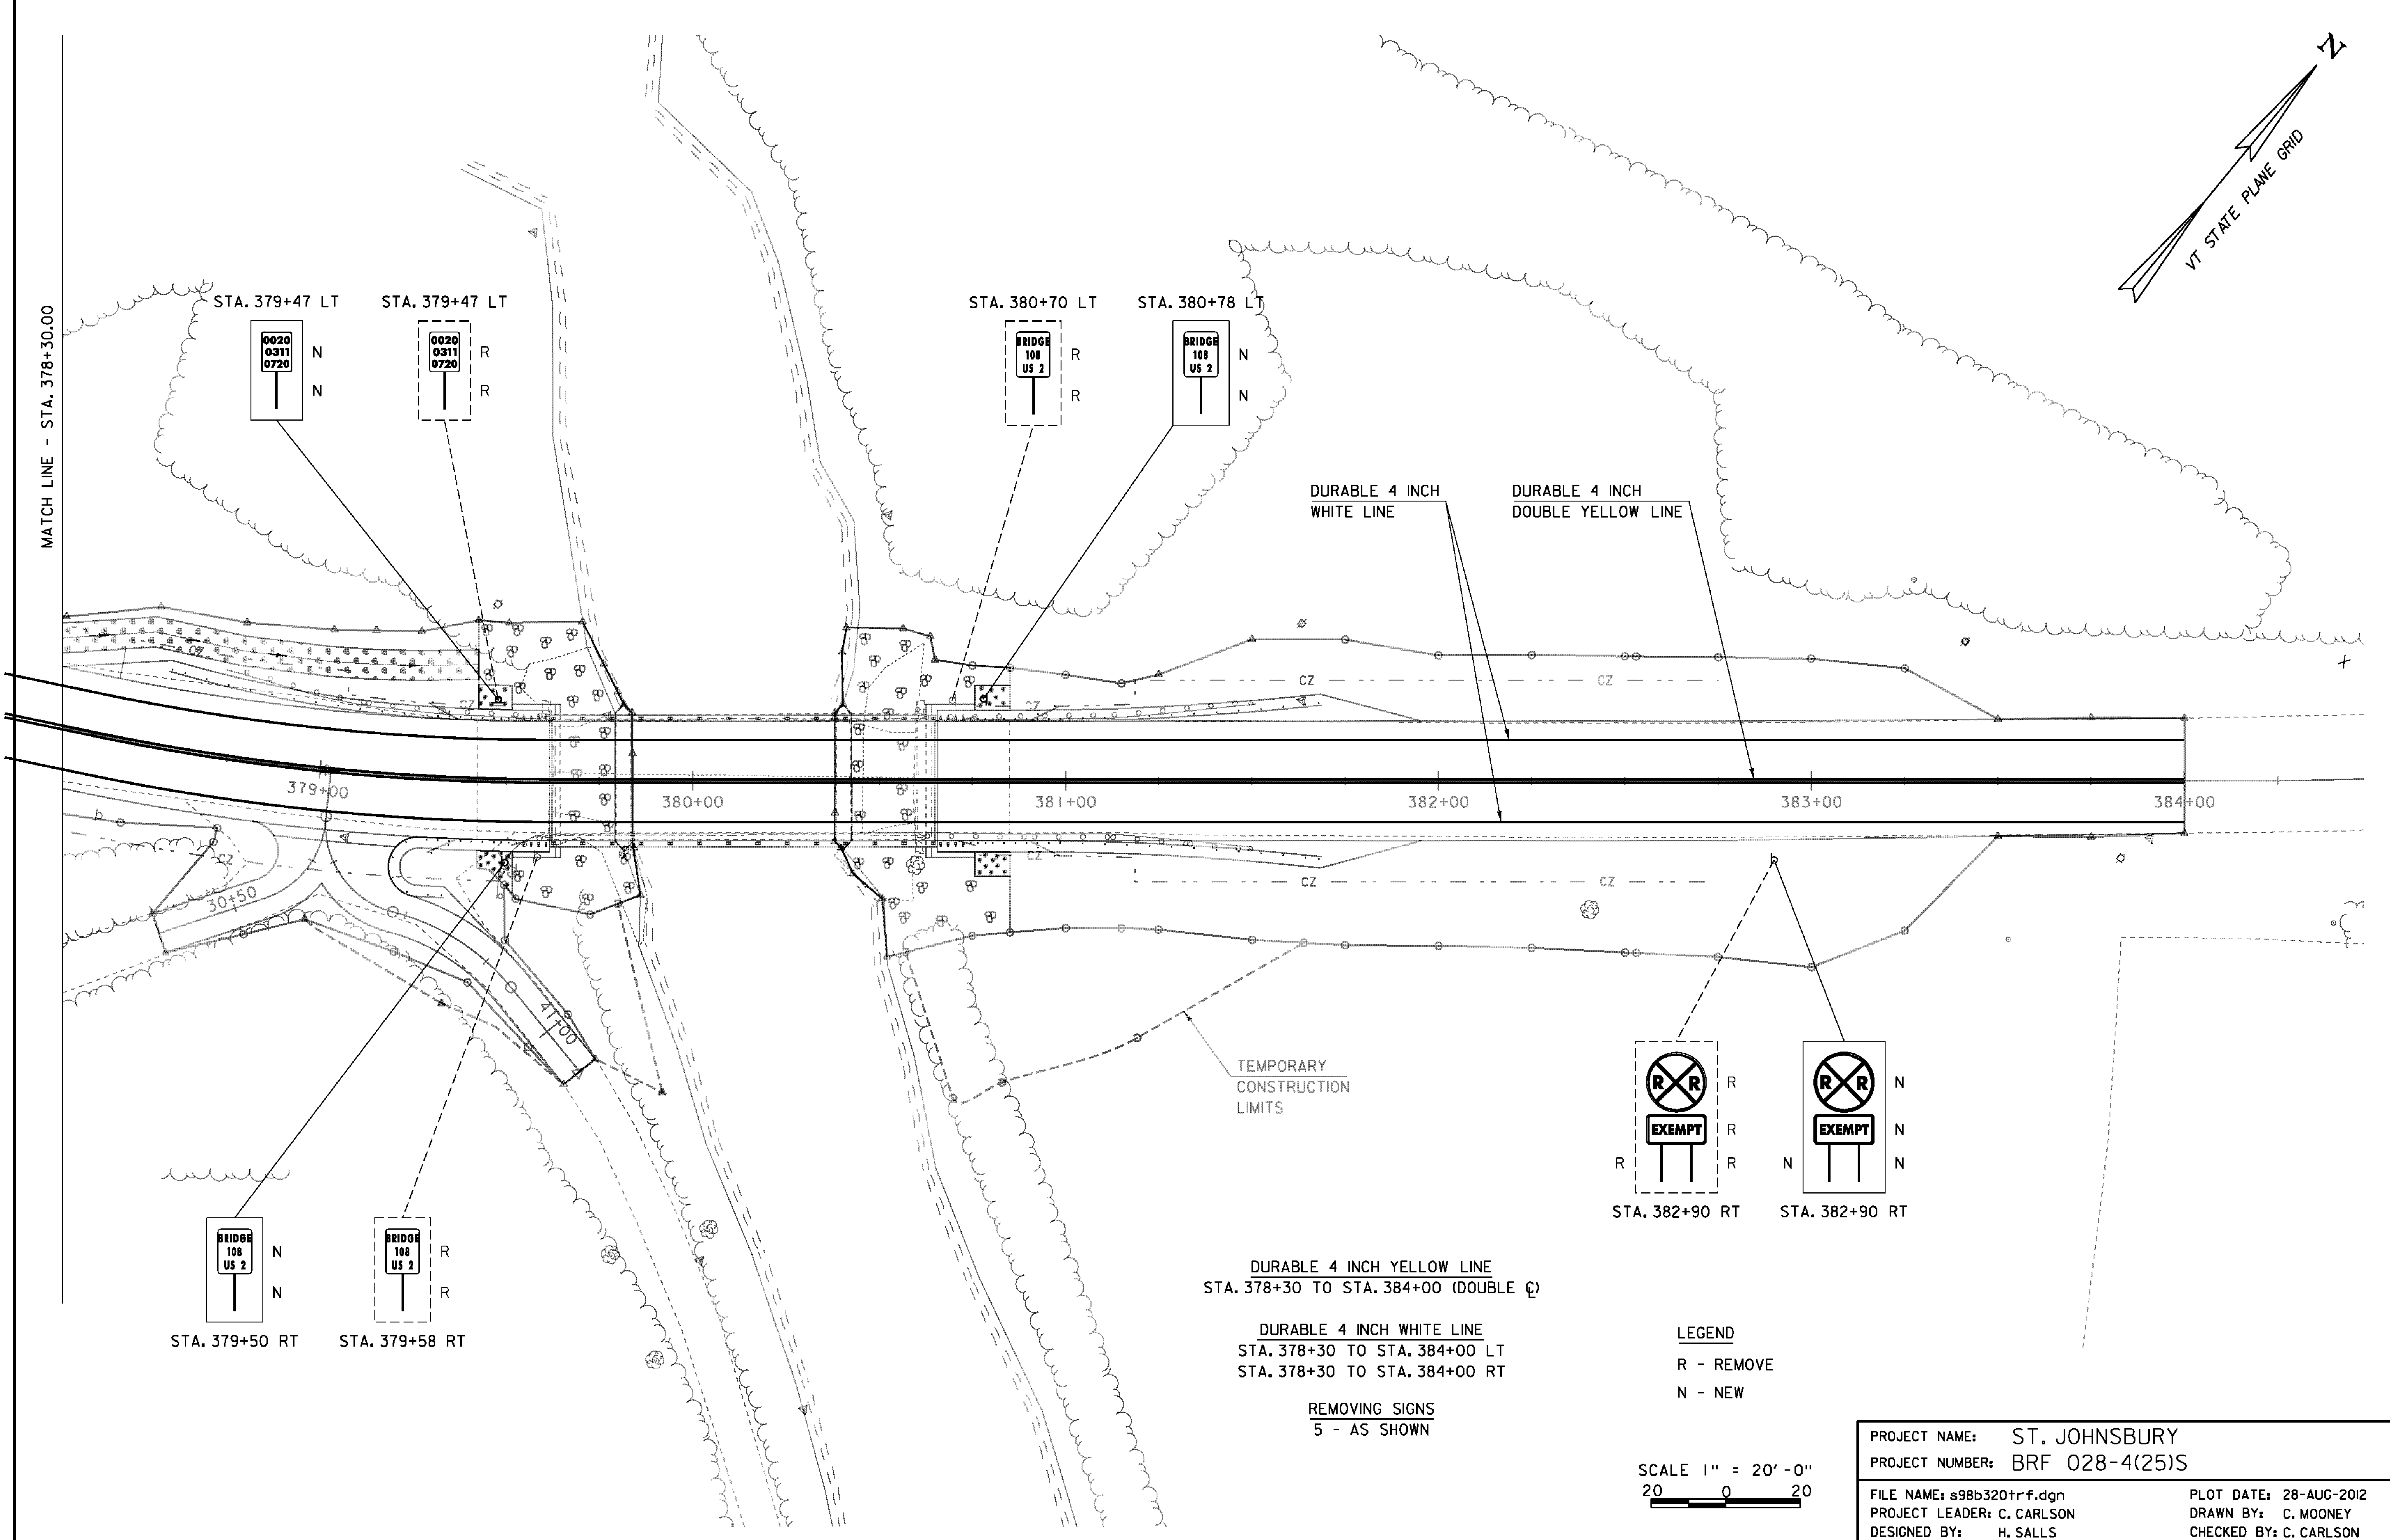 N
VT STATE PLANE GRID
MATCH LINE - STA. 378+30.00
STA. 379+47 LT
0020
0311
0720
N
N
STA. 379+47 LT
0020
0311
0720
R
R
STA. 380+70 LT
BRIDGE
108
US 2
R
R
STA. 380+78 LT
BRIDGE
108
US 2
N
N
DURABLE 4 INCH
WHITE LINE
DURABLE 4 INCH
DOUBLE YELLOW LINE
CZ
CZ
CZ
CZ
CZ
379+00
380+00
381+00
382+00
383+00
384+00
CZ
CZ
CZ
CZ
30+50
41+00
TEMPORARY
CONSTRUCTION
LIMITS
R X R
EXEMPT
R
R
R
R
STA. 382+90 RT
R X R
EXEMPT
N
N
N
N
STA. 382+90 RT
BRIDGE
108
US 2
N
N
STA. 379+50 RT
BRIDGE
108
US 2
R
R
STA. 379+58 RT
DURABLE 4 INCH YELLOW LINE
STA. 378+30 TO STA. 384+00 (DOUBLE ℄)
DURABLE 4 INCH WHITE LINE
STA. 378+30 TO STA. 384+00 LT
STA. 378+30 TO STA. 384+00 RT
REMOVING SIGNS
5 - AS SHOWN
LEGEND
R - REMOVE
N - NEW
SCALE 1" = 20'-0"
20 0 20
PROJECT NAME: ST. JOHNSBURY
PROJECT NUMBER: BRF 028-4(25)S
FILE NAME: s98b320trf.dgn PLOT DATE: 28-AUG-2012
PROJECT LEADER: C. CARLSON DRAWN BY: C. MOONEY
DESIGNED BY: H. SALLS CHECKED BY: C. CARLSON